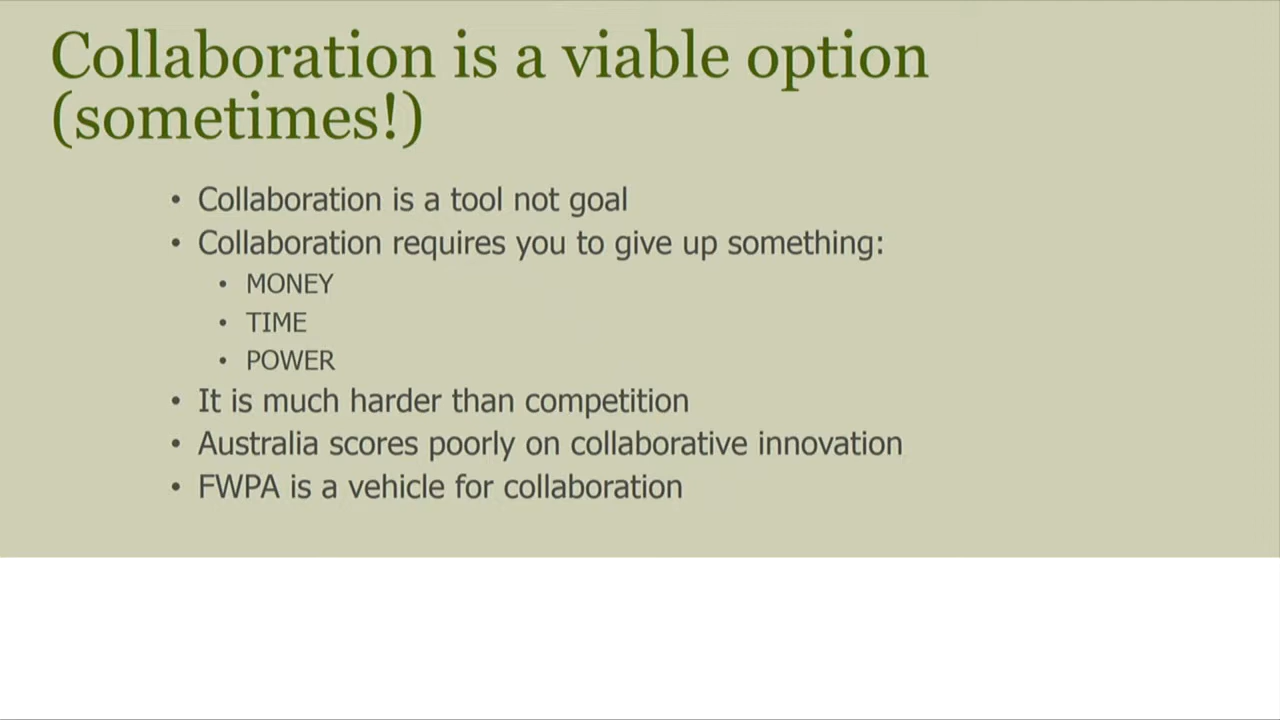 Collaboration is a viable option
(sometimes!)
• Collaboration is a tool not goal
• Collaboration requires you to give up something:
• MONEY
• TIME
• POWER
• It is much harder than competition
• Australia scores poorly on collaborative innovation
• FWPA is a vehicle for collaboration